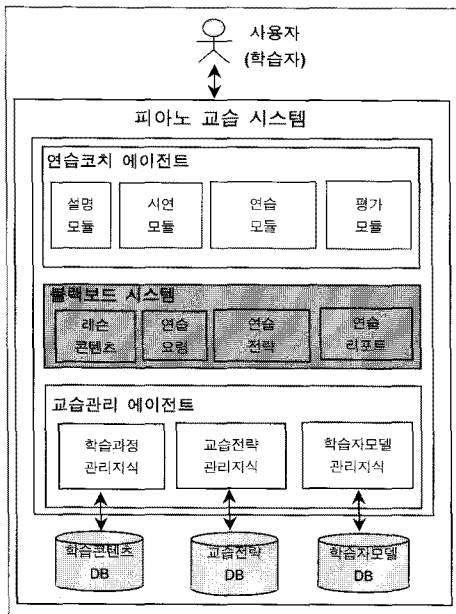 사용자
(학습자)
피아노 교습 시스템
연습코치 에이전트
설명 시연 연습 평가
모듈 모듈 모듈 모듈
블랙보드 시스템
레슨 연습 연습 연습
콘텐츠 요령 전략 리포트
교습관리 에이전트
학습과정 교습전략 학습자모델
관리지식 관리지식 관리지식
학습콘텐츠 교습전략 학습자모델
DB DB DB